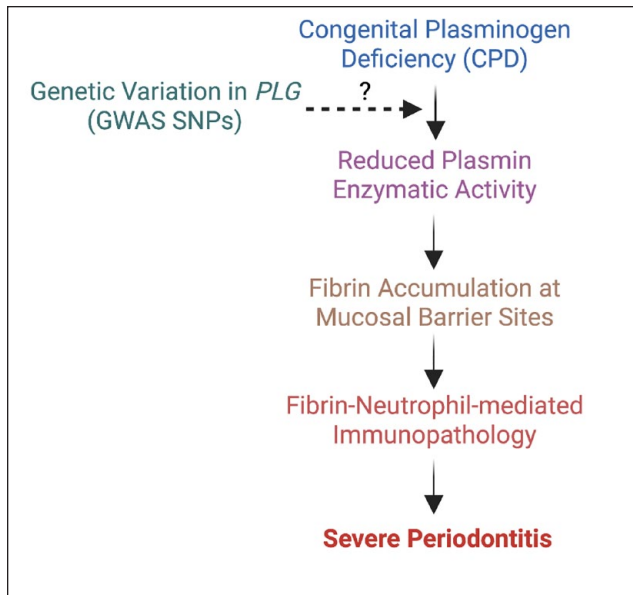 Congenital Plasminogen
Deficiency (CPD)
Genetic Variation in PLG
(GWAS SNPs)
?
Reduced Plasmin
Enzymatic Activity
Fibrin Accumulation at
Mucosal Barrier Sites
Fibrin-Neutrophil-mediated
Immunopathology
Severe Periodontitis